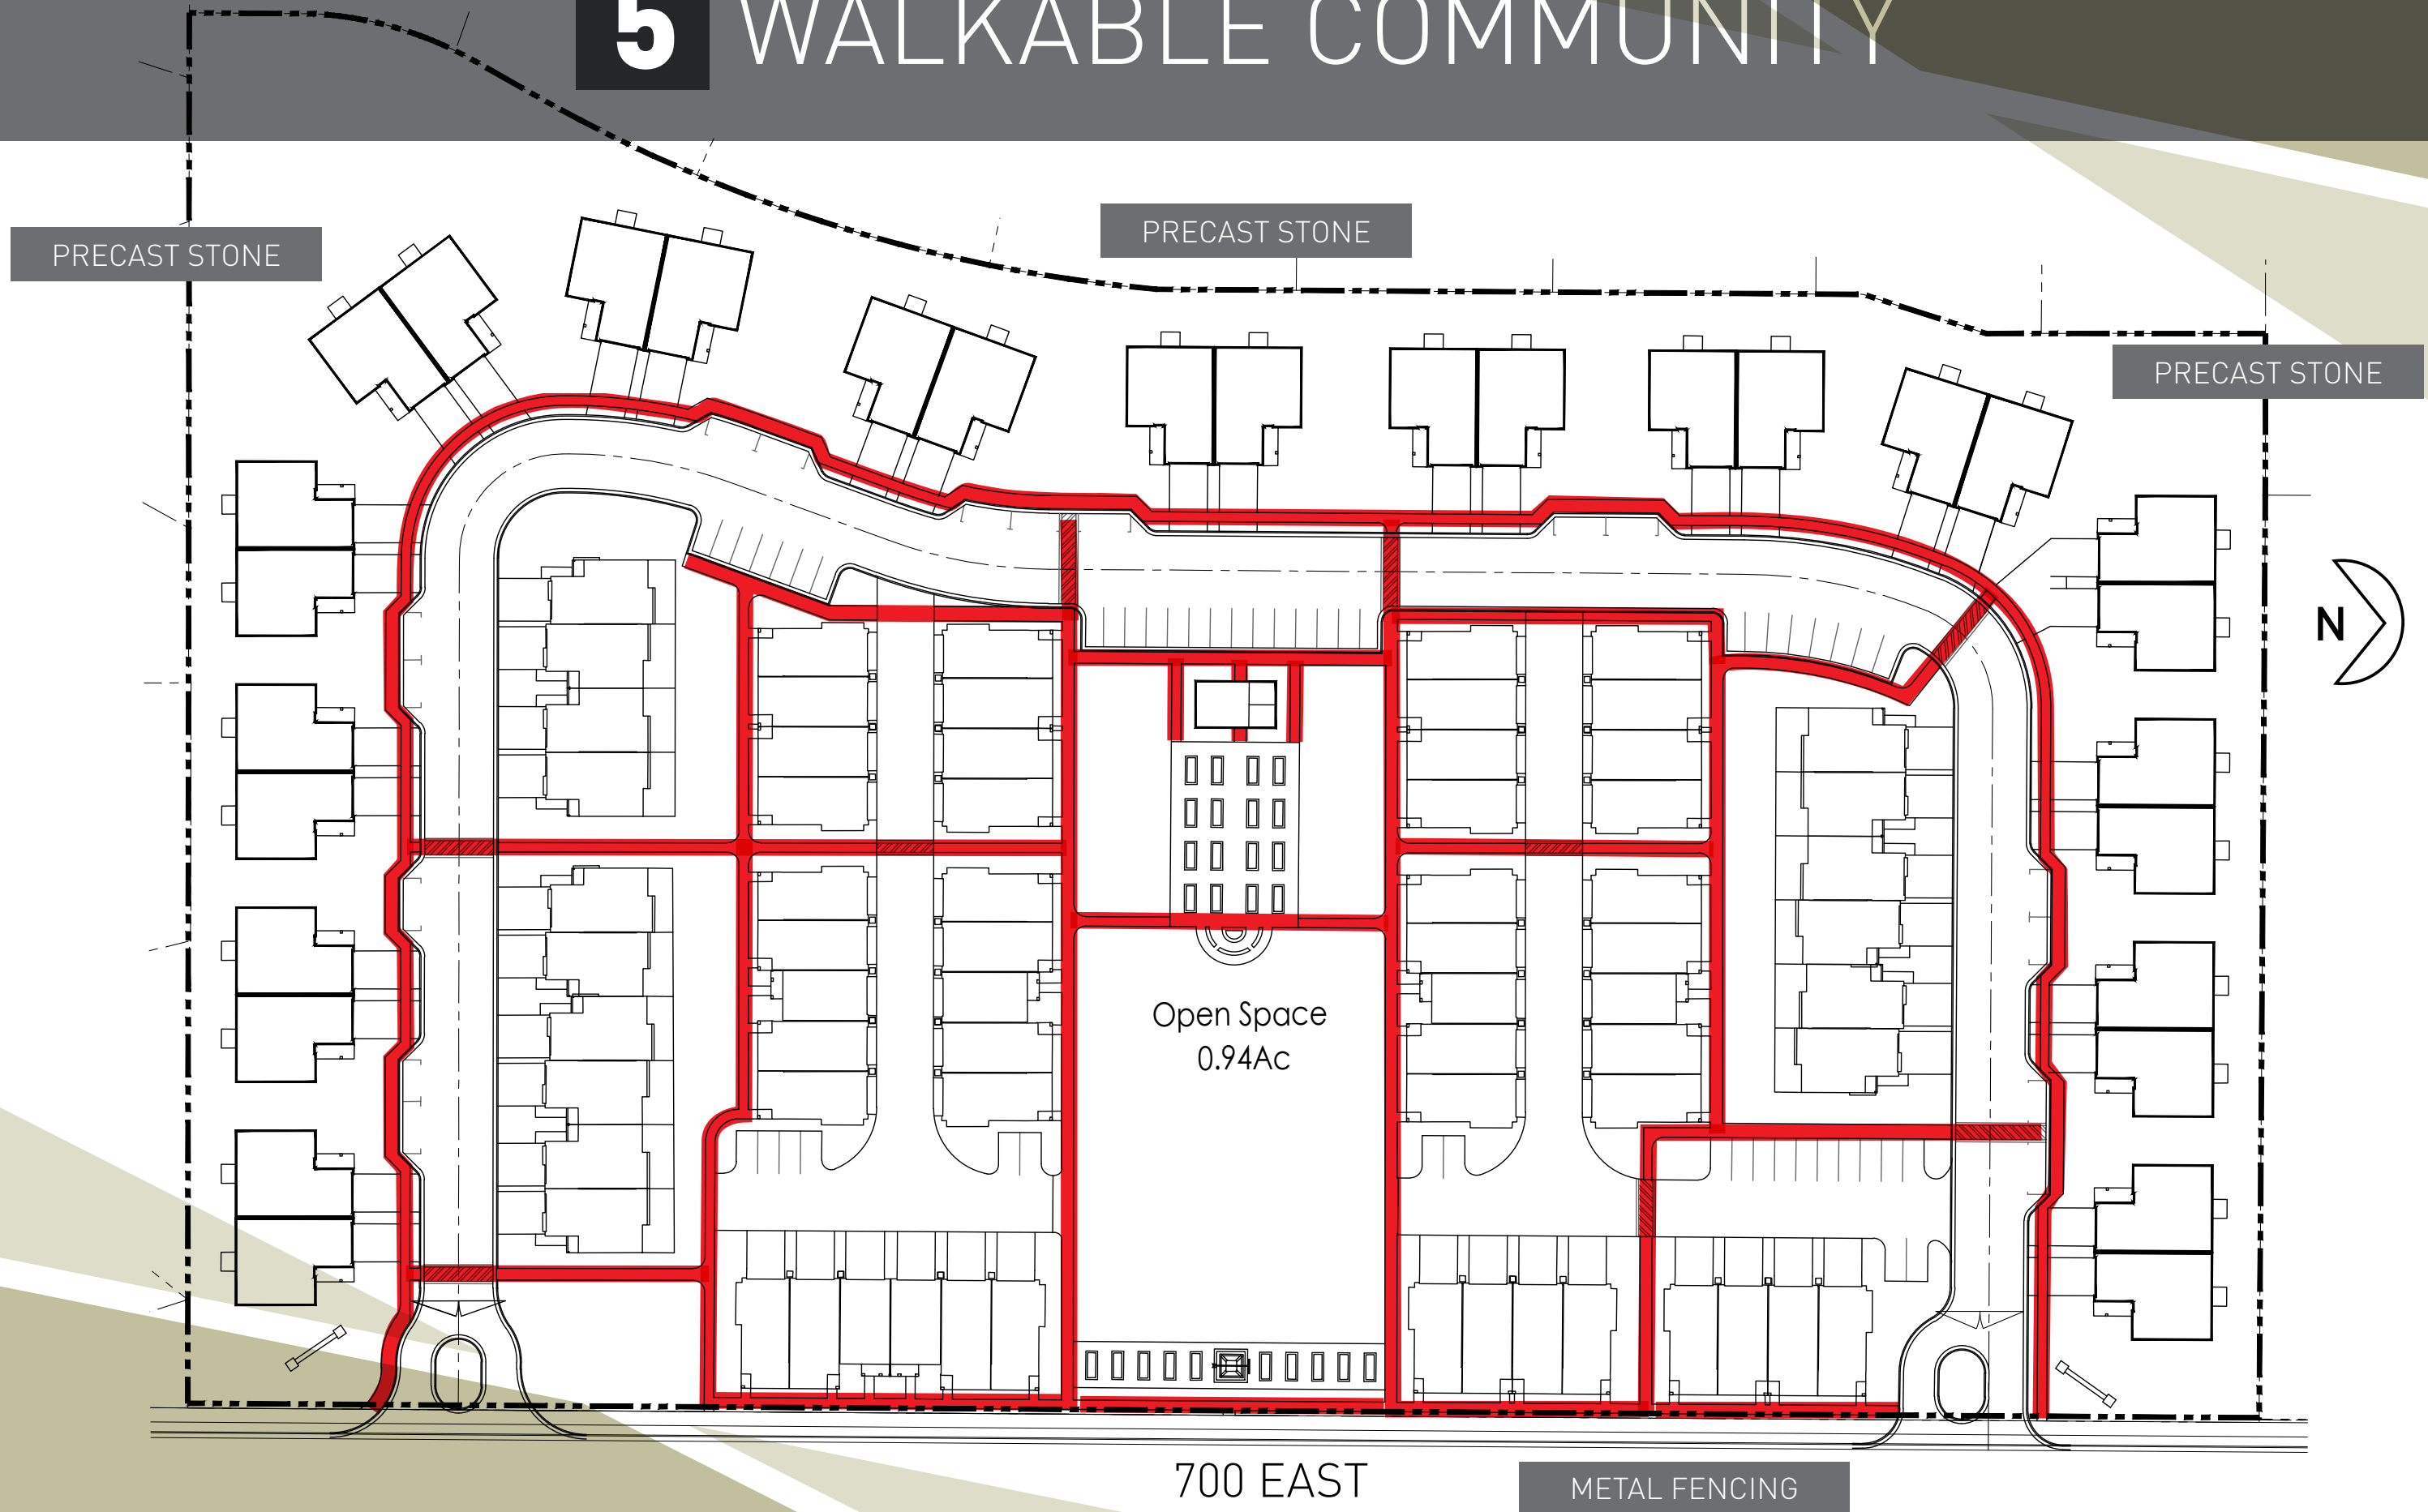 5 WALKABLE COMMUNITY
PRECAST STONE
PRECAST STONE
PRECAST STONE
N
Open Space
0.94Ac
700 EAST
METAL FENCING